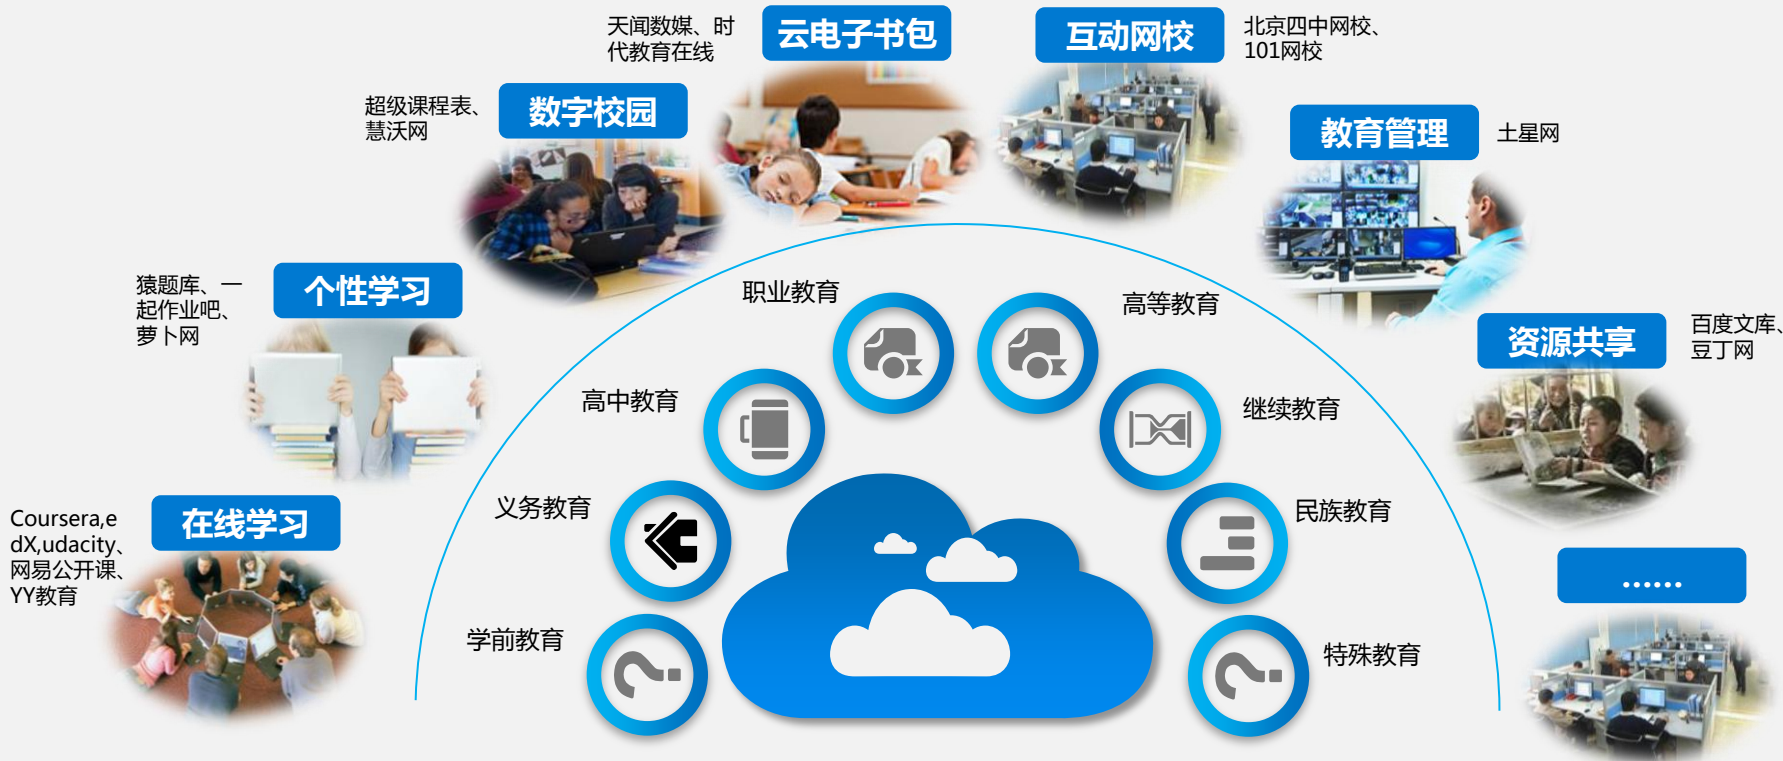 天闻数媒、时
代教育在线
云电子书包
互动网校
北京四中网校、
101网校
超级课程表、
慧沃网
数字校园
教育管理
土星网
猿题库、一
起作业吧、
萝卜网
个性学习
职业教育
高等教育
资源共享
百度文库、
豆丁网
高中教育
继续教育
Coursera,e
dX,udacity、
网易公开课、
YY教育
在线学习
义务教育
民族教育
……
学前教育
特殊教育